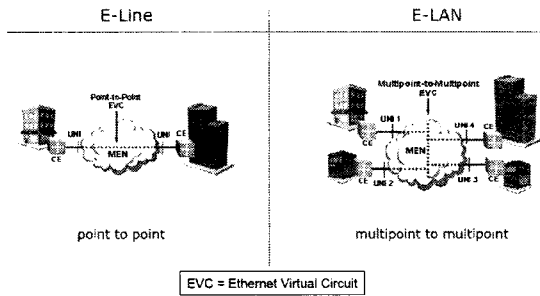 E-Line
E-LAN
Point-to-Point
EVC
UNI
UNI
CE
CE
MEN
point to point
Multipoint-to-Multipoint
EVC
UNI 1
UNI 4
CE
CE
MEN
UNI 2
UNI 3
CE
CE
multipoint to multipoint
EVC = Ethernet Virtual Circuit